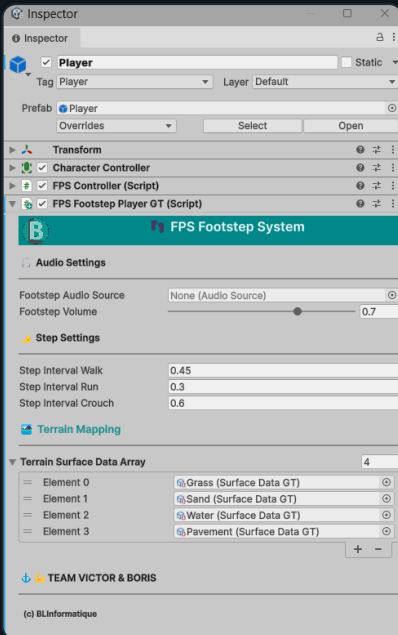 Inspector
Inspector
Player
Static
Tag Player Layer Default
Prefab Player
Overrides Select Open
Transform
Character Controller
# FPS Controller (Script)
FPS Footstep Player GT (Script)
B FPS Footstep System
Audio Settings
Footstep Audio Source None (Audio Source)
Footstep Volume 0.7
Step Settings
Step Interval Walk 0.45
Step Interval Run 0.3
Step Interval Crouch 0.6
Terrain Mapping
Terrain Surface Data Array 4
Element 0 Grass (Surface Data GT)
Element 1 Sand (Surface Data GT)
Element 2 Water (Surface Data GT)
Element 3 Pavement (Surface Data GT)
+ -
TEAM VICTOR & BORIS
(c) BLInformatique